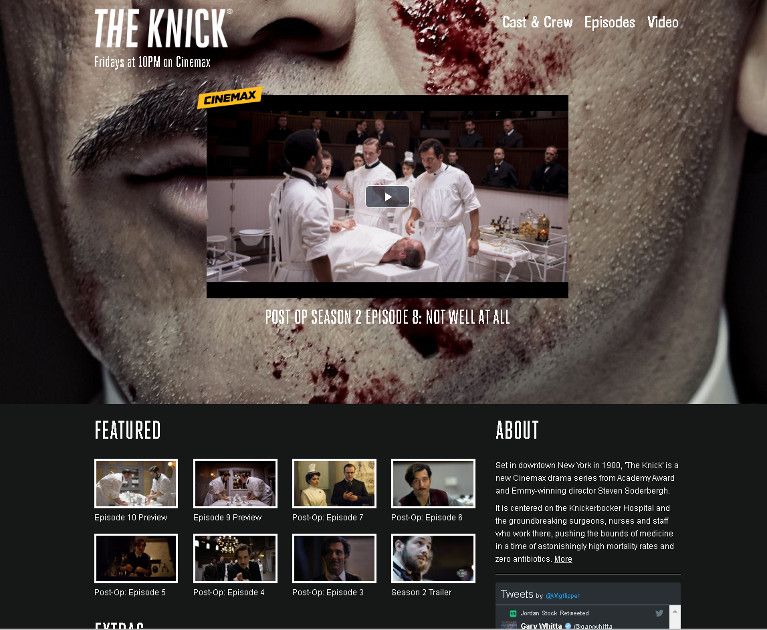 THE KNICK®
Fridays at 10PM on Cinemax
Cast & Crew Episodes Video
CINEMAX
POST OP SEASON 2 EPISODE 8: NOT WELL AT ALL
FEATURED
Episode 10 Preview
Episode 9 Preview
Post-Op: Episode 7
Post-Op: Episode 6
Post-Op: Episode 5
Post-Op: Episode 4
Post-Op: Episode 3
Season 2 Trailer
EXTRAS
ABOUT
Set in downtown New York in 1900, 'The Knick' is a
new Cinemax drama series from Academy Award
and Emmy-winning director Steven Soderbergh.
It is centered on the Knickerbocker Hospital and
the groundbreaking surgeons, nurses and staff
who work there, pushing the bounds of medicine
in a time of astonishingly high mortality rates and
zero antibiotics. More
Tweets by
Jordan Stock Retweeted
Gary Whitta @garywhitta